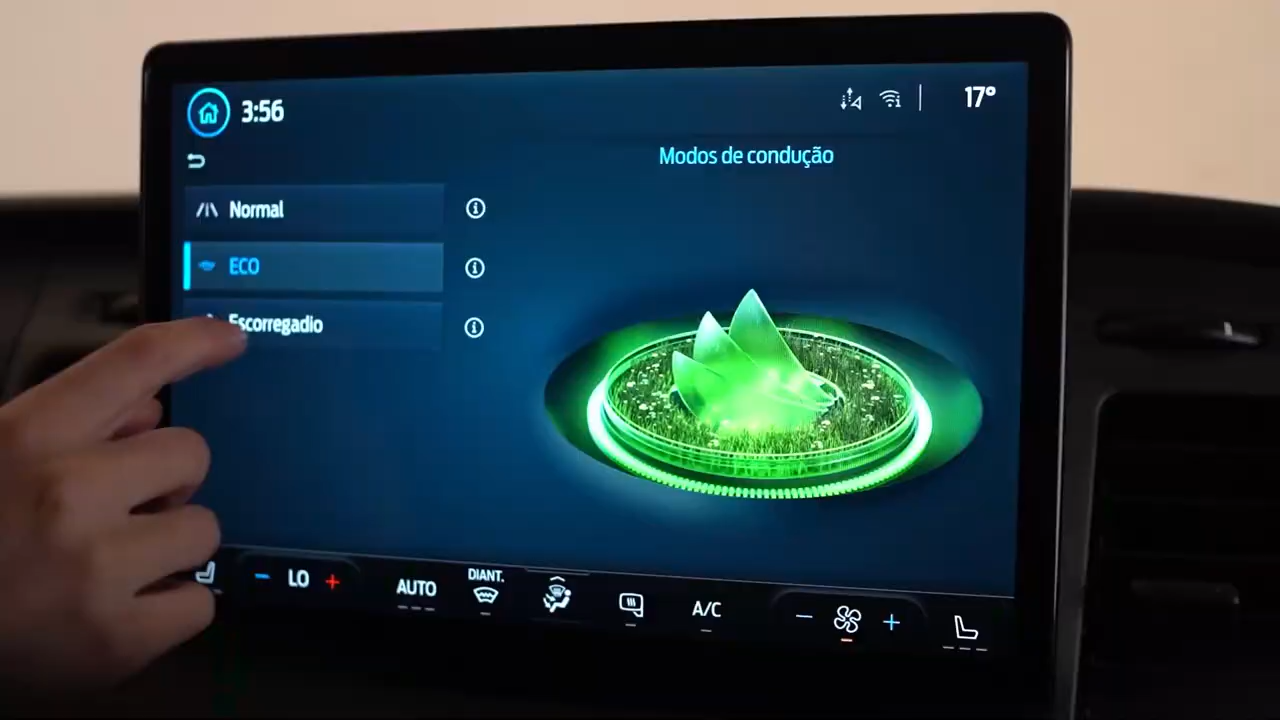 3:56
17°
Modos de condução
Normal
ECO
Escorregadio
LO
AUTO
DIANT.
A/C